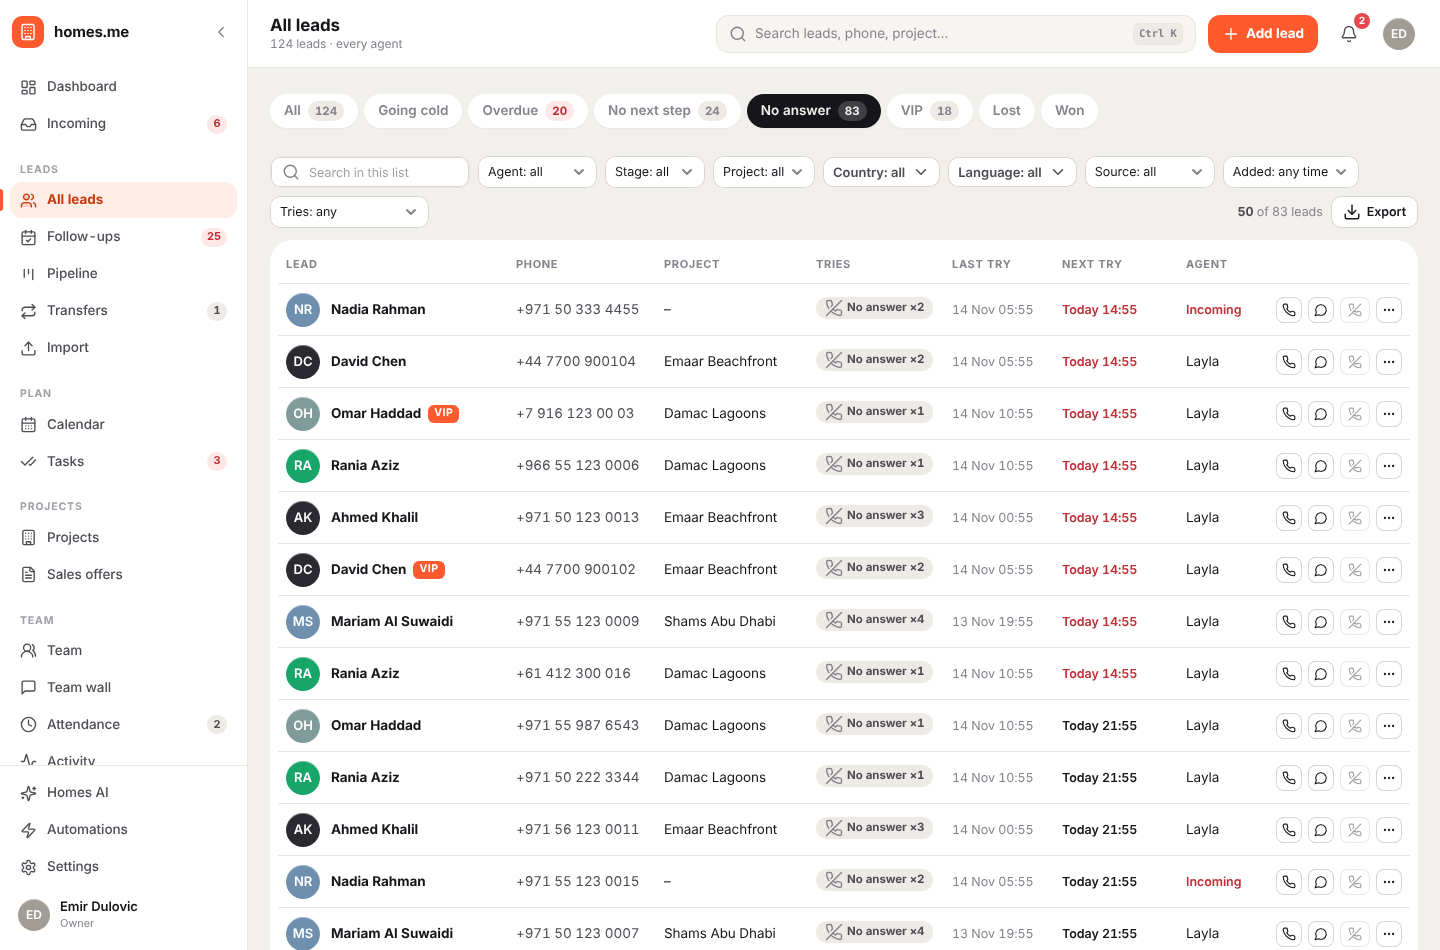 homes.me
Dashboard
Incoming 6
LEADS
All leads
Follow-ups 25
Pipeline
Transfers 1
Import
PLAN
Calendar
Tasks 3
PROJECTS
Projects
Sales offers
TEAM
Team
Team wall
Attendance 2
Activity
Homes AI
Automations
Settings
ED Emir Dulovic
Owner
All leads
124 leads · every agent
Search leads, phone, project... Ctrl K
Add lead
2
ED
All 124 Going cold Overdue 20 No next step 24 No answer 83 VIP 18 Lost Won
Search in this list Agent: all Stage: all Project: all Country: all Language: all Source: all Added: any time
Tries: any 50 of 83 leads Export
LEAD PHONE PROJECT TRIES LAST TRY NEXT TRY AGENT
NR Nadia Rahman +971 50 333 4455 – No answer ×2 14 Nov 05:55 Today 14:55 Incoming
DC David Chen +44 7700 900104 Emaar Beachfront No answer ×2 14 Nov 05:55 Today 14:55 Layla
OH Omar Haddad VIP +7 916 123 00 03 Damac Lagoons No answer ×1 14 Nov 10:55 Today 14:55 Layla
RA Rania Aziz +966 55 123 0006 Damac Lagoons No answer ×1 14 Nov 10:55 Today 14:55 Layla
AK Ahmed Khalil +971 50 123 0013 Emaar Beachfront No answer ×3 14 Nov 00:55 Today 14:55 Layla
DC David Chen VIP +44 7700 900102 Emaar Beachfront No answer ×2 14 Nov 05:55 Today 14:55 Layla
MS Mariam Al Suwaidi +971 55 123 0009 Shams Abu Dhabi No answer ×4 13 Nov 19:55 Today 14:55 Layla
RA Rania Aziz +61 412 300 016 Damac Lagoons No answer ×1 14 Nov 10:55 Today 14:55 Layla
OH Omar Haddad +971 55 987 6543 Damac Lagoons No answer ×1 14 Nov 10:55 Today 21:55 Layla
RA Rania Aziz +971 50 222 3344 Damac Lagoons No answer ×1 14 Nov 10:55 Today 21:55 Layla
AK Ahmed Khalil +971 56 123 0011 Emaar Beachfront No answer ×3 14 Nov 00:55 Today 21:55 Layla
NR Nadia Rahman +971 55 123 0015 – No answer ×2 14 Nov 05:55 Today 21:55 Incoming
MS Mariam Al Suwaidi +971 50 123 0007 Shams Abu Dhabi No answer ×4 13 Nov 19:55 Today 21:55 Layla